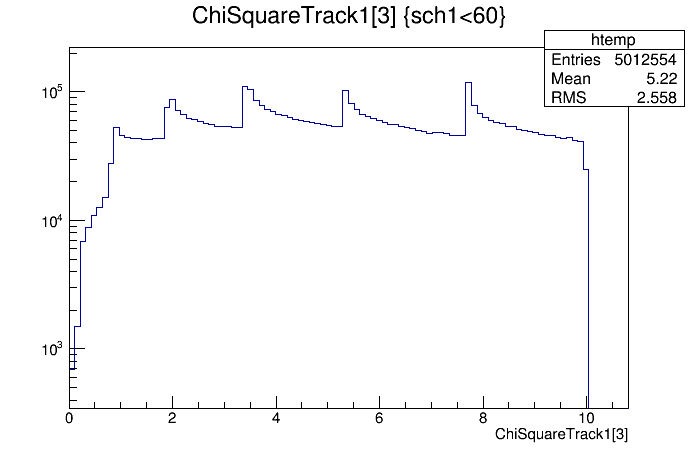 ChiSquareTrack1[3] {sch1<60}
htemp
Entries 5012554
Mean 5.22
RMS 2.558
10^5
10^4
10^3
0 2 4 6 8 10
ChiSquareTrack1[3]